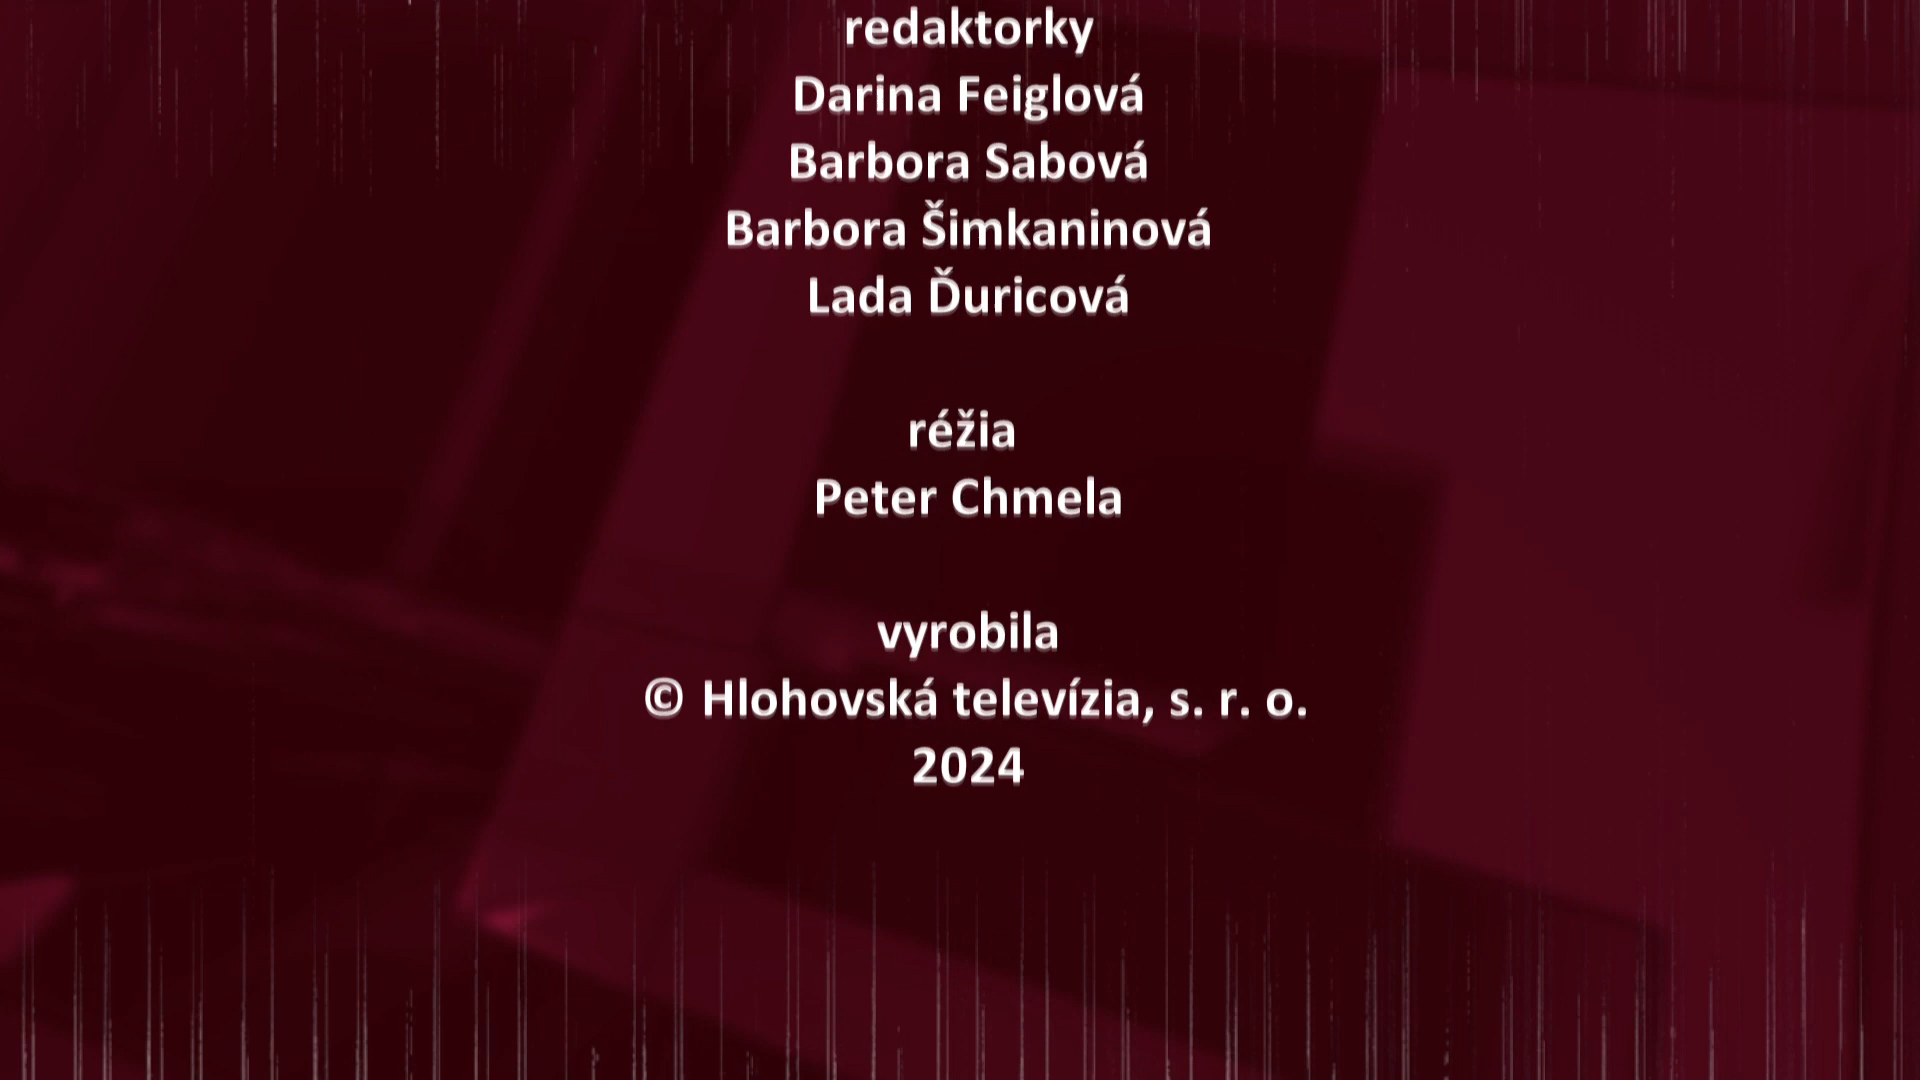 redaktorky
Darina Feiglová
Barbora Sabová
Barbora Šimkaninová
Lada Ďuricová
réžia
Peter Chmela
vyrobila
© Hlohovská televízia, s. r. o.
2024